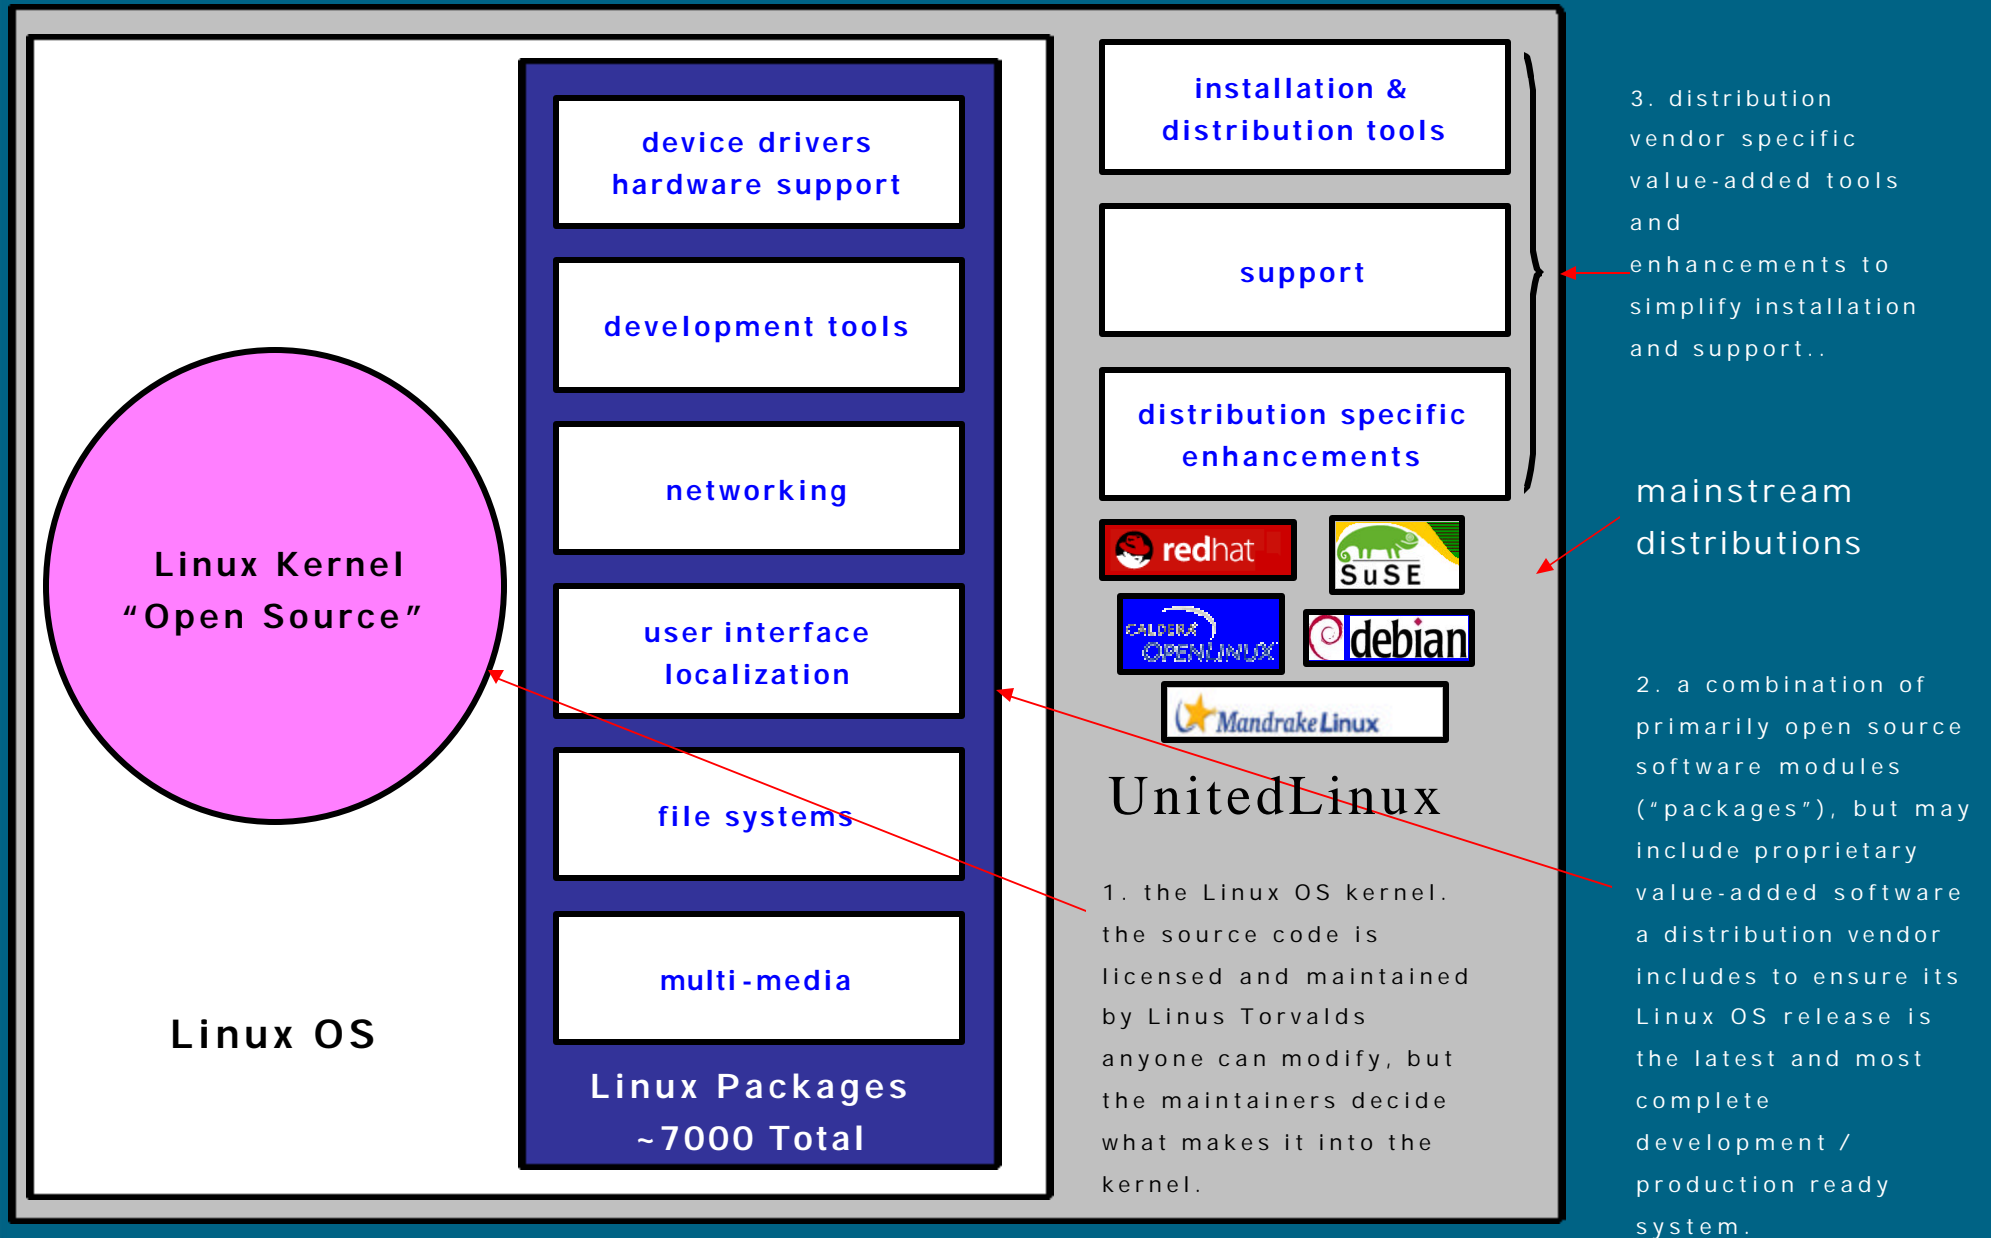 Linux Kernel
“Open Source”
Linux OS
device drivers
hardware support
development tools
networking
user interface
localization
file systems
multi-media
Linux Packages
~7000 Total
installation &
distribution tools
support
distribution specific
enhancements
redhat
SuSE
CALDERA
OPENLINUX
debian
MandrakeLinux
UnitedLinux
1. the Linux OS kernel.
the source code is
licensed and maintained
by Linus Torvalds
anyone can modify, but
the maintainers decide
what makes it into the
kernel.
3. distribution
vendor specific
value-added tools
and
enhancements to
simplify installation
and support..
mainstream
distributions
2. a combination of
primarily open source
software modules
(“packages”), but may
include proprietary
value-added software
a distribution vendor
includes to ensure its
Linux OS release is
the latest and most
complete
development /
production ready
system.